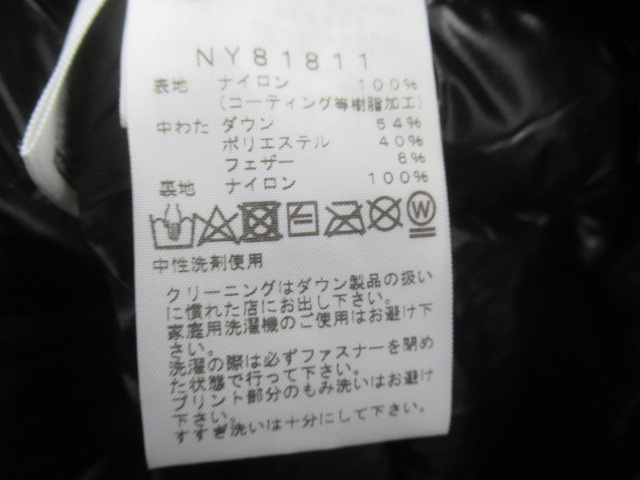 NY81811
表地 ナイロン 100%
(コーティング等樹脂加工)
中わた ダウン 54%
ポリエステル 40%
フェザー 8%
裏地 ナイロン 100%
W
中性洗剤使用
クリーニングはダウン製品の扱い
に慣れた店にお出し下さい。
家庭用洗濯機のご使用はお避け下
さい。
洗濯の際は必ずファスナーを閉め
た状態で行って下さい。
プリント部分のもみ洗いはお避け
下さい。
すすぎ洗いは十分にして下さい。